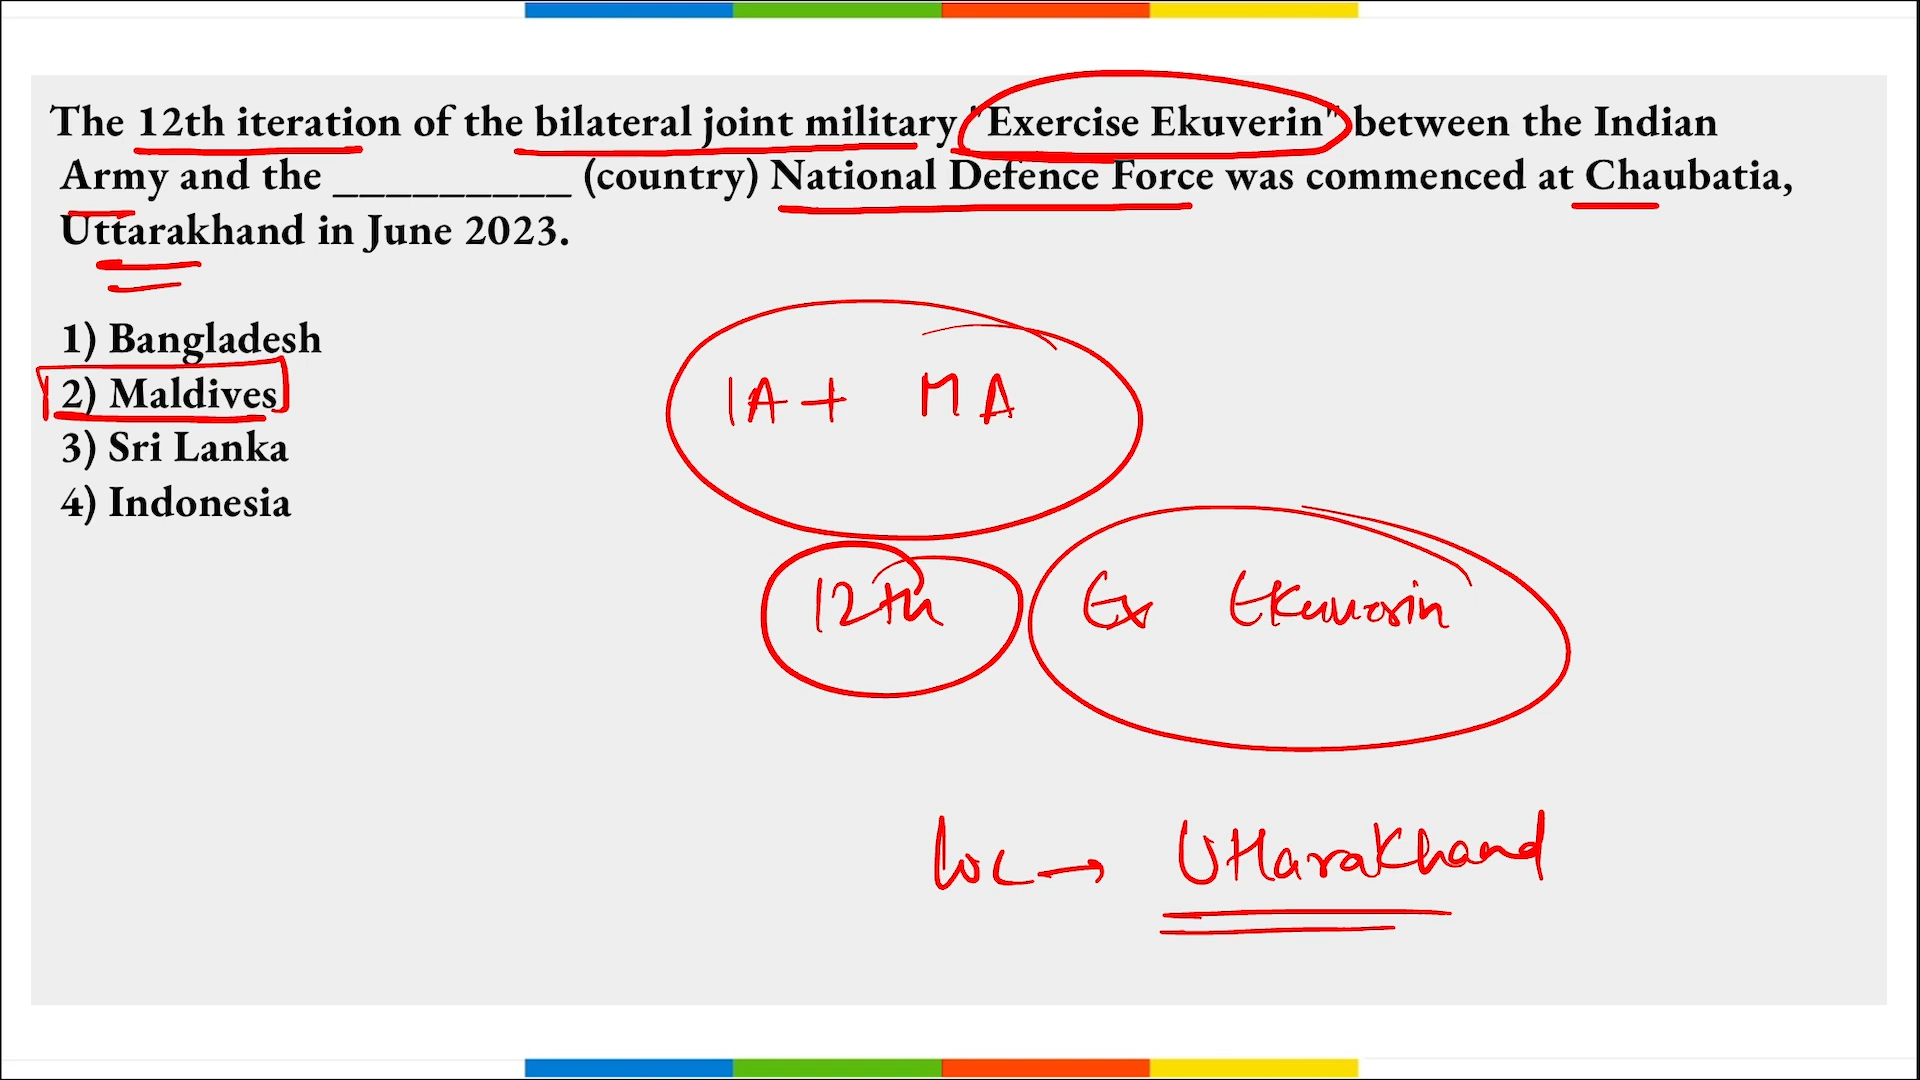 The 12th iteration of the bilateral joint military "Exercise Ekuverin" between the Indian
Army and the _________ (country) National Defence Force was commenced at Chaubatia,
Uttarakhand in June 2023.
1) Bangladesh
2) Maldives
3) Sri Lanka
4) Indonesia
IA + MA
12th Ex Ekuverin
Loc → Uttarakhand